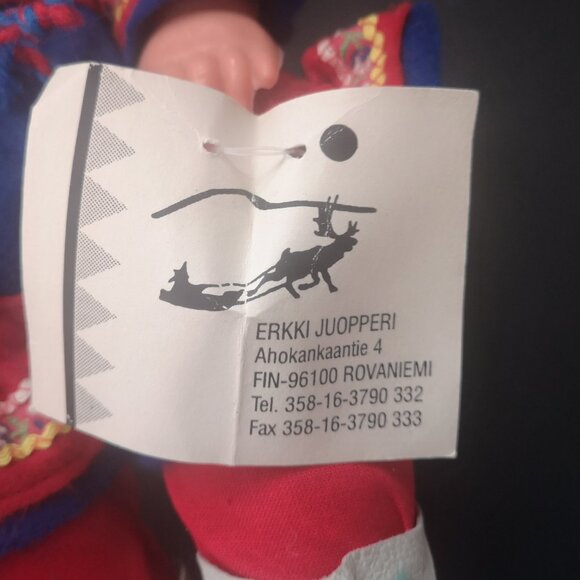 ERKKI JUOPPERI
Ahokankaantie 4
FIN-96100 ROVANIEMI
Tel. 358-16-3790 332
Fax 358-16-3790 333